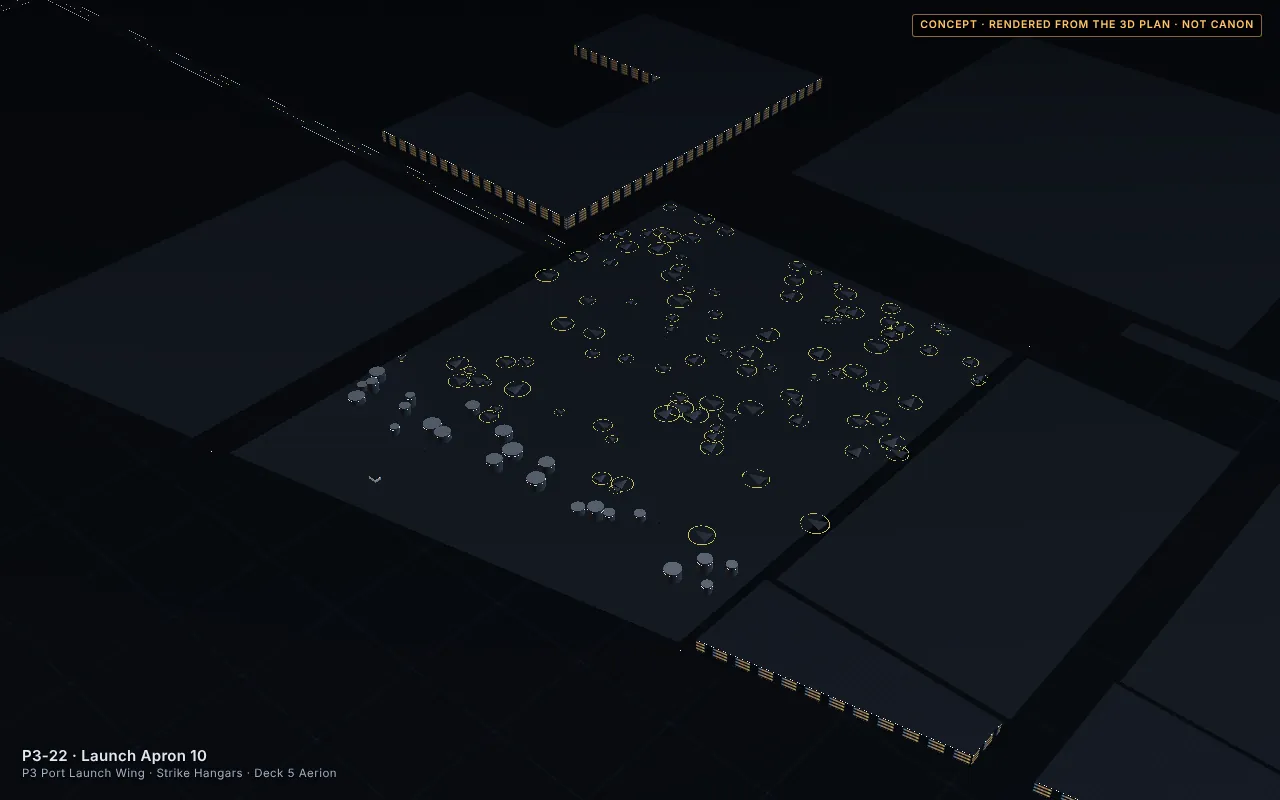 CONCEPT · RENDERED FROM THE 3D PLAN · NOT CANON
P3-22 · Launch Apron 10
P3 Port Launch Wing · Strike Hangars · Deck 5 Aerion